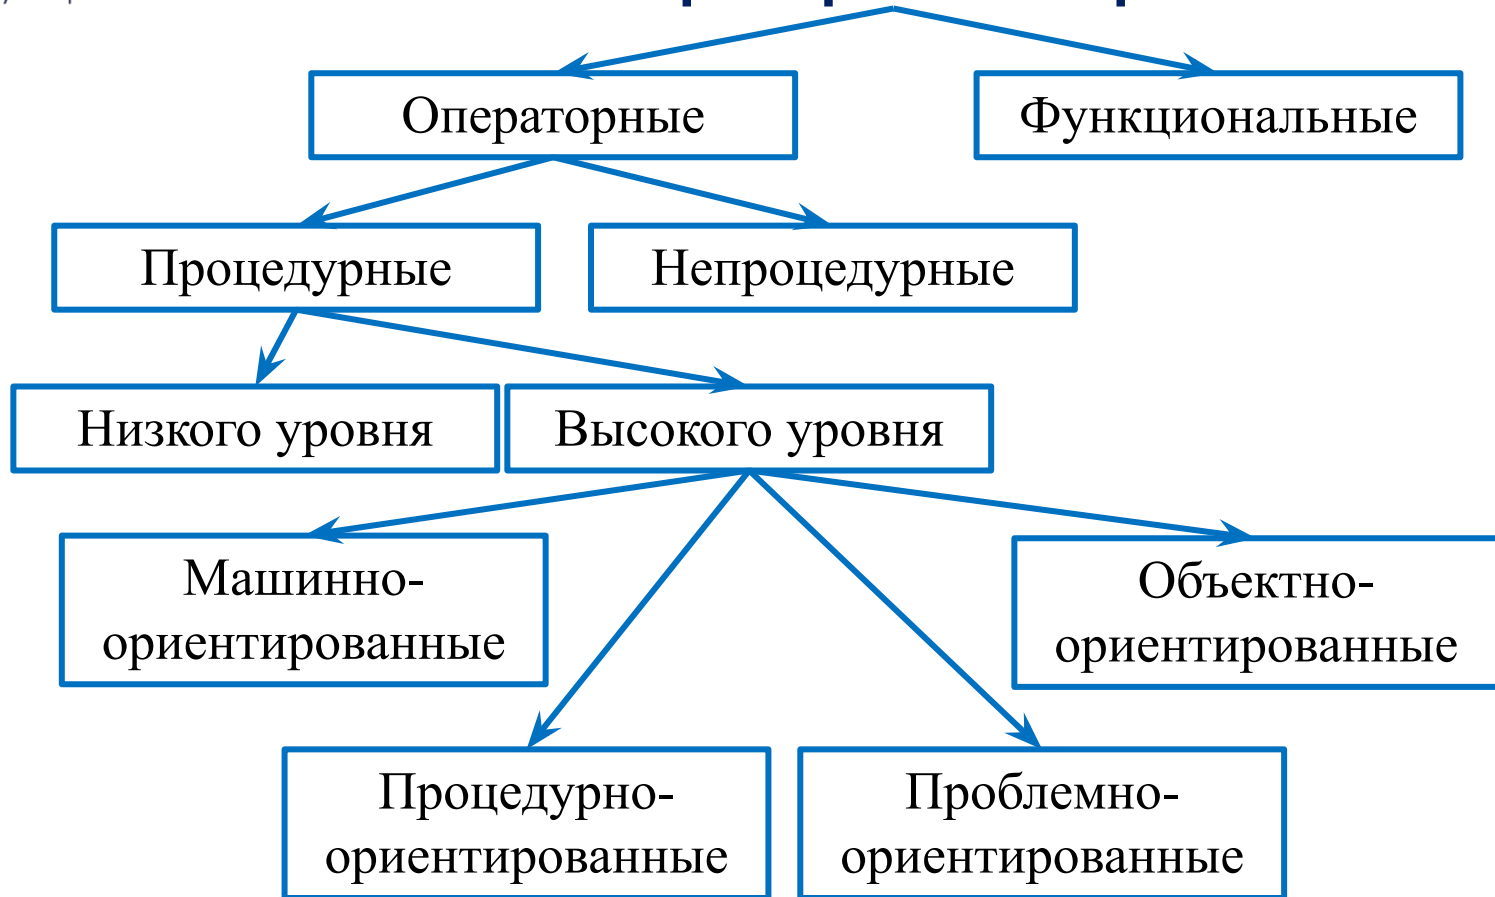 Операторные
Функциональные
Процедурные
Непроцедурные
Низкого уровня
Высокого уровня
Машинно-
ориентированные
Объектно-
ориентированные
Процедурно-
ориентированные
Проблемно-
ориентированные